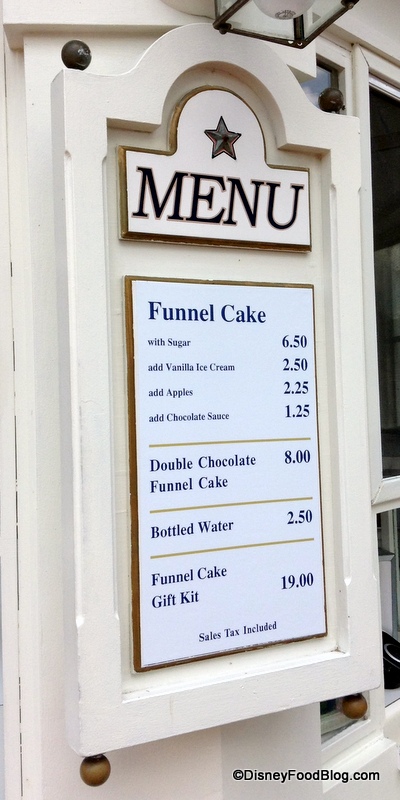 MENU
Funnel Cake
with Sugar 6.50
add Vanilla Ice Cream 2.50
add Apples 2.25
add Chocolate Sauce 1.25
Double Chocolate 8.00
Funnel Cake
Bottled Water 2.50
Funnel Cake
Gift Kit 19.00
Sales Tax Included
©DisneyFoodBlog.com